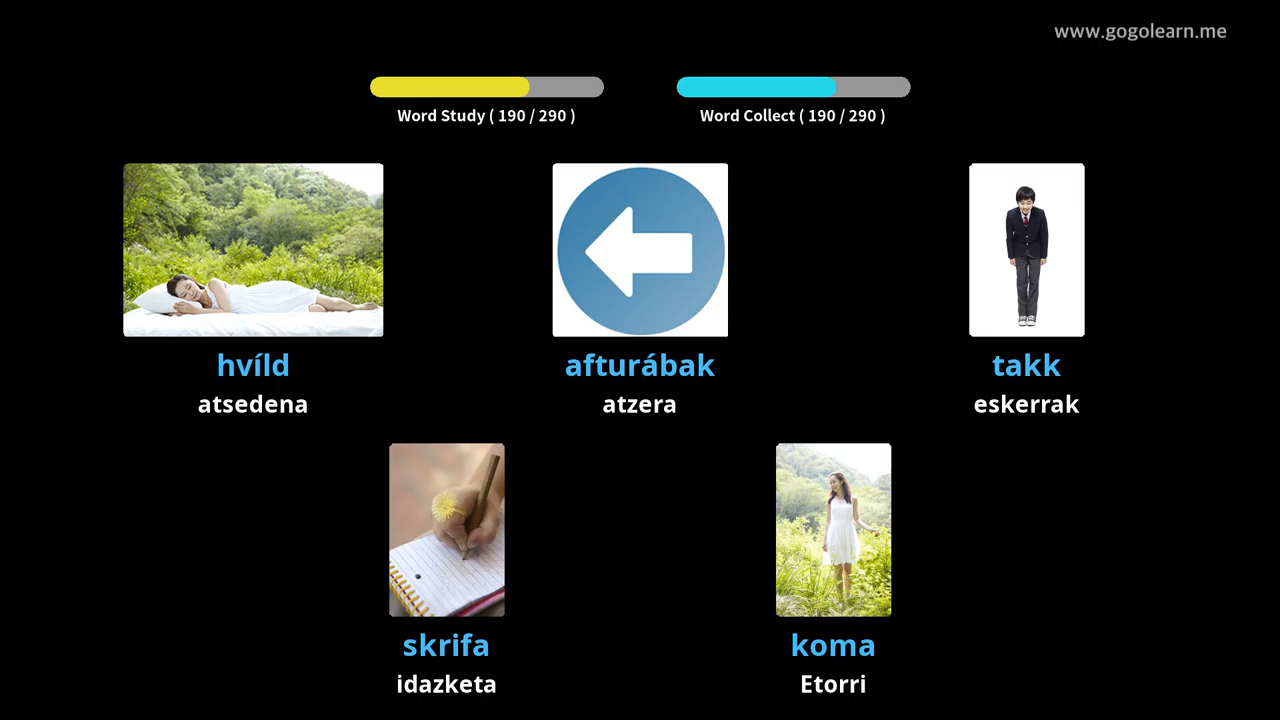 www.gogolearn.me
Word Study ( 190 / 290 )
Word Collect ( 190 / 290 )
hvíld
atsedena
afturábak
atzera
takk
eskerrak
skrifa
idazketa
koma
Etorri